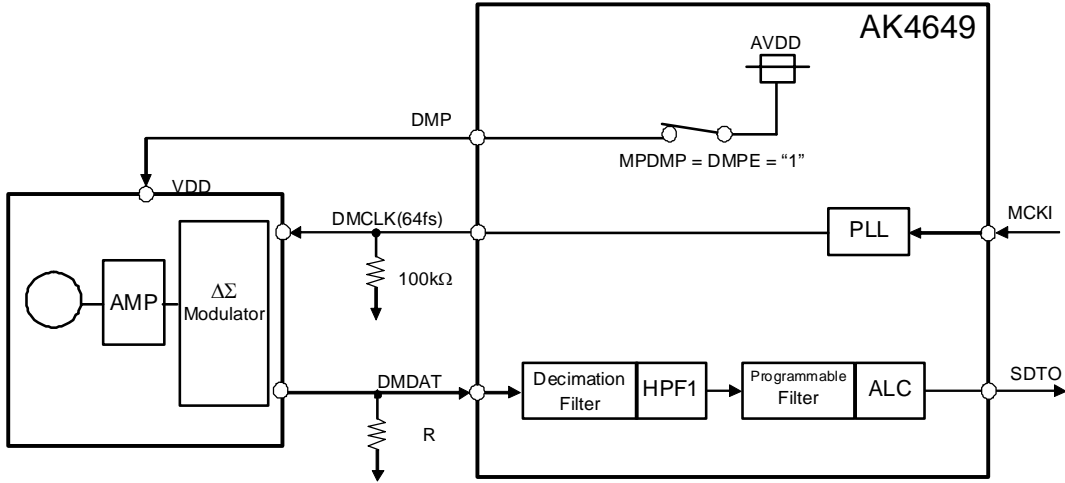 AK4649
AVDD
DMP
MPDMP = DMPE = “1”
VDD
DMCLK(64fs)
MCKI
PLL
100kΩ
AMP
ΔΣ
Modulator
DMDAT
Decimation
Filter
HPF1
Programmable
Filter
ALC
SDTO
R